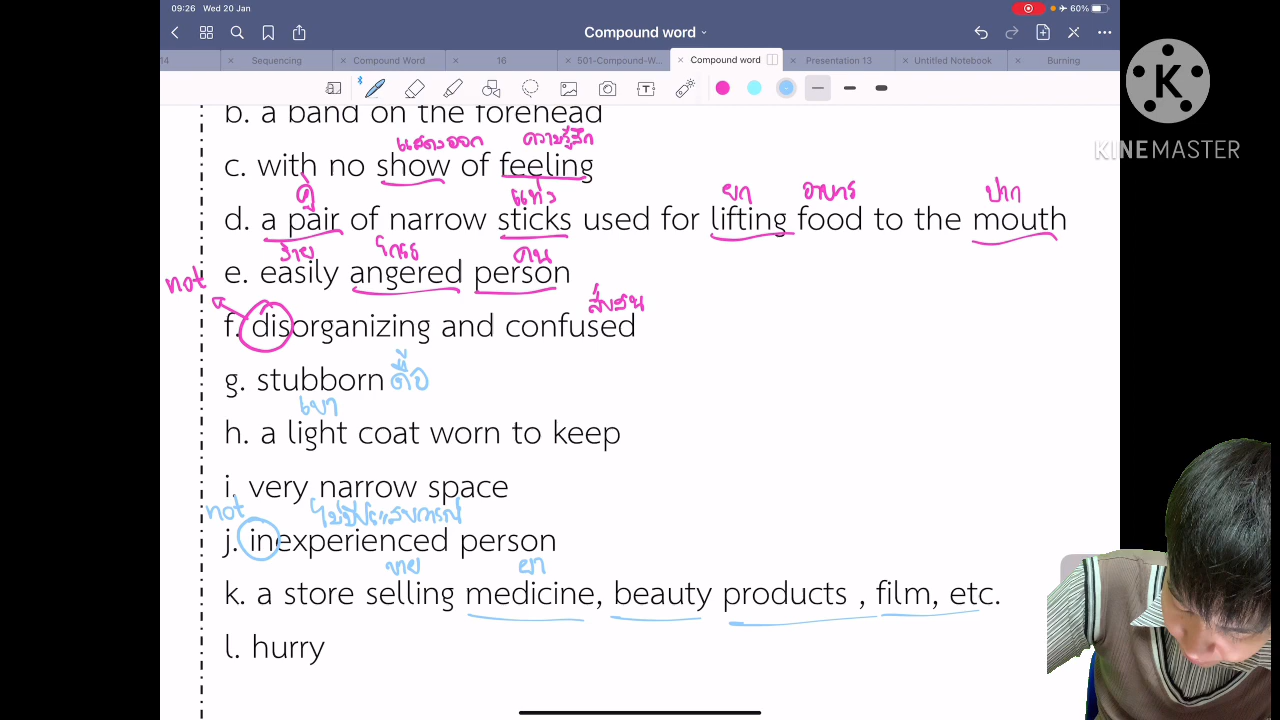 09:26 Wed 20 Jan
60%
Compound word
14
Sequencing
Compound Word
16
501-Compound-W...
Compound word
Presentation 13
Untitled Notebook
Burning
K
KINEMASTER
b. a band on the forehead
แสดงออก ความรู้สึก
c. with no show of feeling
คู่ แท่ง ยก อาหาร ปาก
d. a pair of narrow sticks used for lifting food to the mouth
ง่าย โกรธ คน
e. easily angered person
not สับสน
f. disorganizing and confused
g. stubborn ดื้อ
เบา
h. a light coat worn to keep
i. very narrow space
not ไม่มีประสบการณ์
j. inexperienced person
ขาย ยา
k. a store selling medicine, beauty products , film, etc.
l. hurry